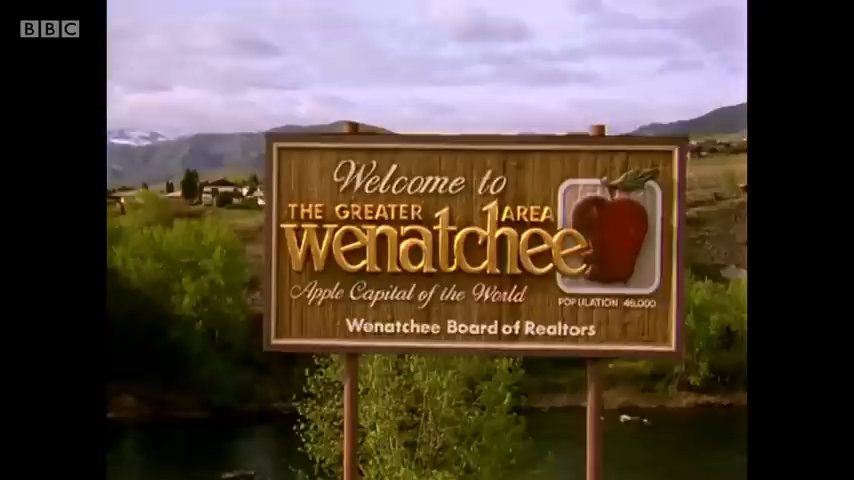 BBC
Welcome to
THE GREATER AREA
wenatchee
Apple Capital of the World
POPULATION 46,000
Wenatchee Board of Realtors